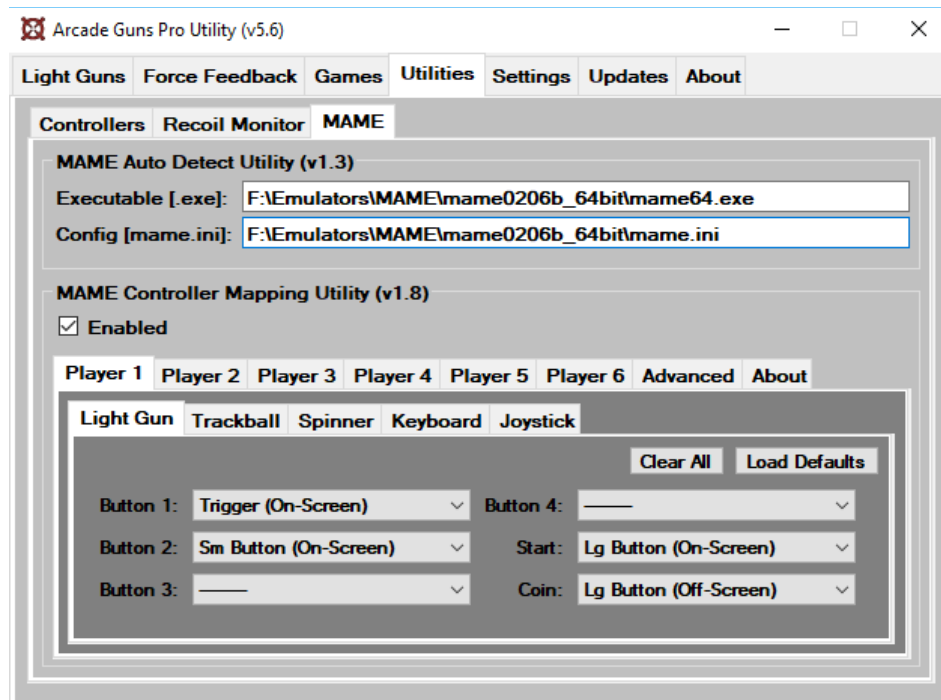 Arcade Guns Pro Utility (v5.6)
Light Guns Force Feedback Games Utilities Settings Updates About
Controllers Recoil Monitor MAME
MAME Auto Detect Utility (v1.3)
Executable [.exe]: F:\Emulators\MAME\mame0206b_64bit\mame64.exe
Config [mame.ini]: F:\Emulators\MAME\mame0206b_64bit\mame.ini
MAME Controller Mapping Utility (v1.8)
Enabled
Player 1 Player 2 Player 3 Player 4 Player 5 Player 6 Advanced About
Light Gun Trackball Spinner Keyboard Joystick
Clear All Load Defaults
Button 1: Trigger (On-Screen) Button 4: ———
Button 2: Sm Button (On-Screen) Start: Lg Button (On-Screen)
Button 3: ——— Coin: Lg Button (Off-Screen)